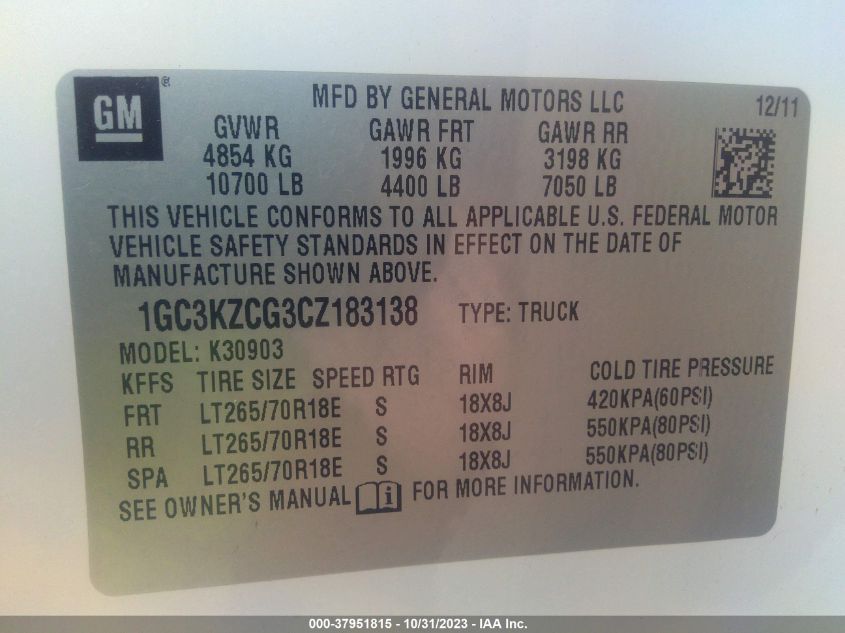 GM ®
MFD BY GENERAL MOTORS LLC 12/11
GVWR GAWR FRT GAWR RR
4854 KG 1996 KG 3198 KG
10700 LB 4400 LB 7050 LB
THIS VEHICLE CONFORMS TO ALL APPLICABLE U.S. FEDERAL MOTOR
VEHICLE SAFETY STANDARDS IN EFFECT ON THE DATE OF
MANUFACTURE SHOWN ABOVE.
1GC3KZCG3CZ183138 TYPE: TRUCK
MODEL: K30903
KFFS TIRE SIZE SPEED RTG RIM COLD TIRE PRESSURE
FRT LT265/70R18E S 18X8J 420KPA(60PSI)
RR LT265/70R18E S 18X8J 550KPA(80PSI)
SPA LT265/70R18E S 18X8J 550KPA(80PSI)
SEE OWNER'S MANUAL i FOR MORE INFORMATION.
000-37951815 - 10/31/2023 - IAA Inc.